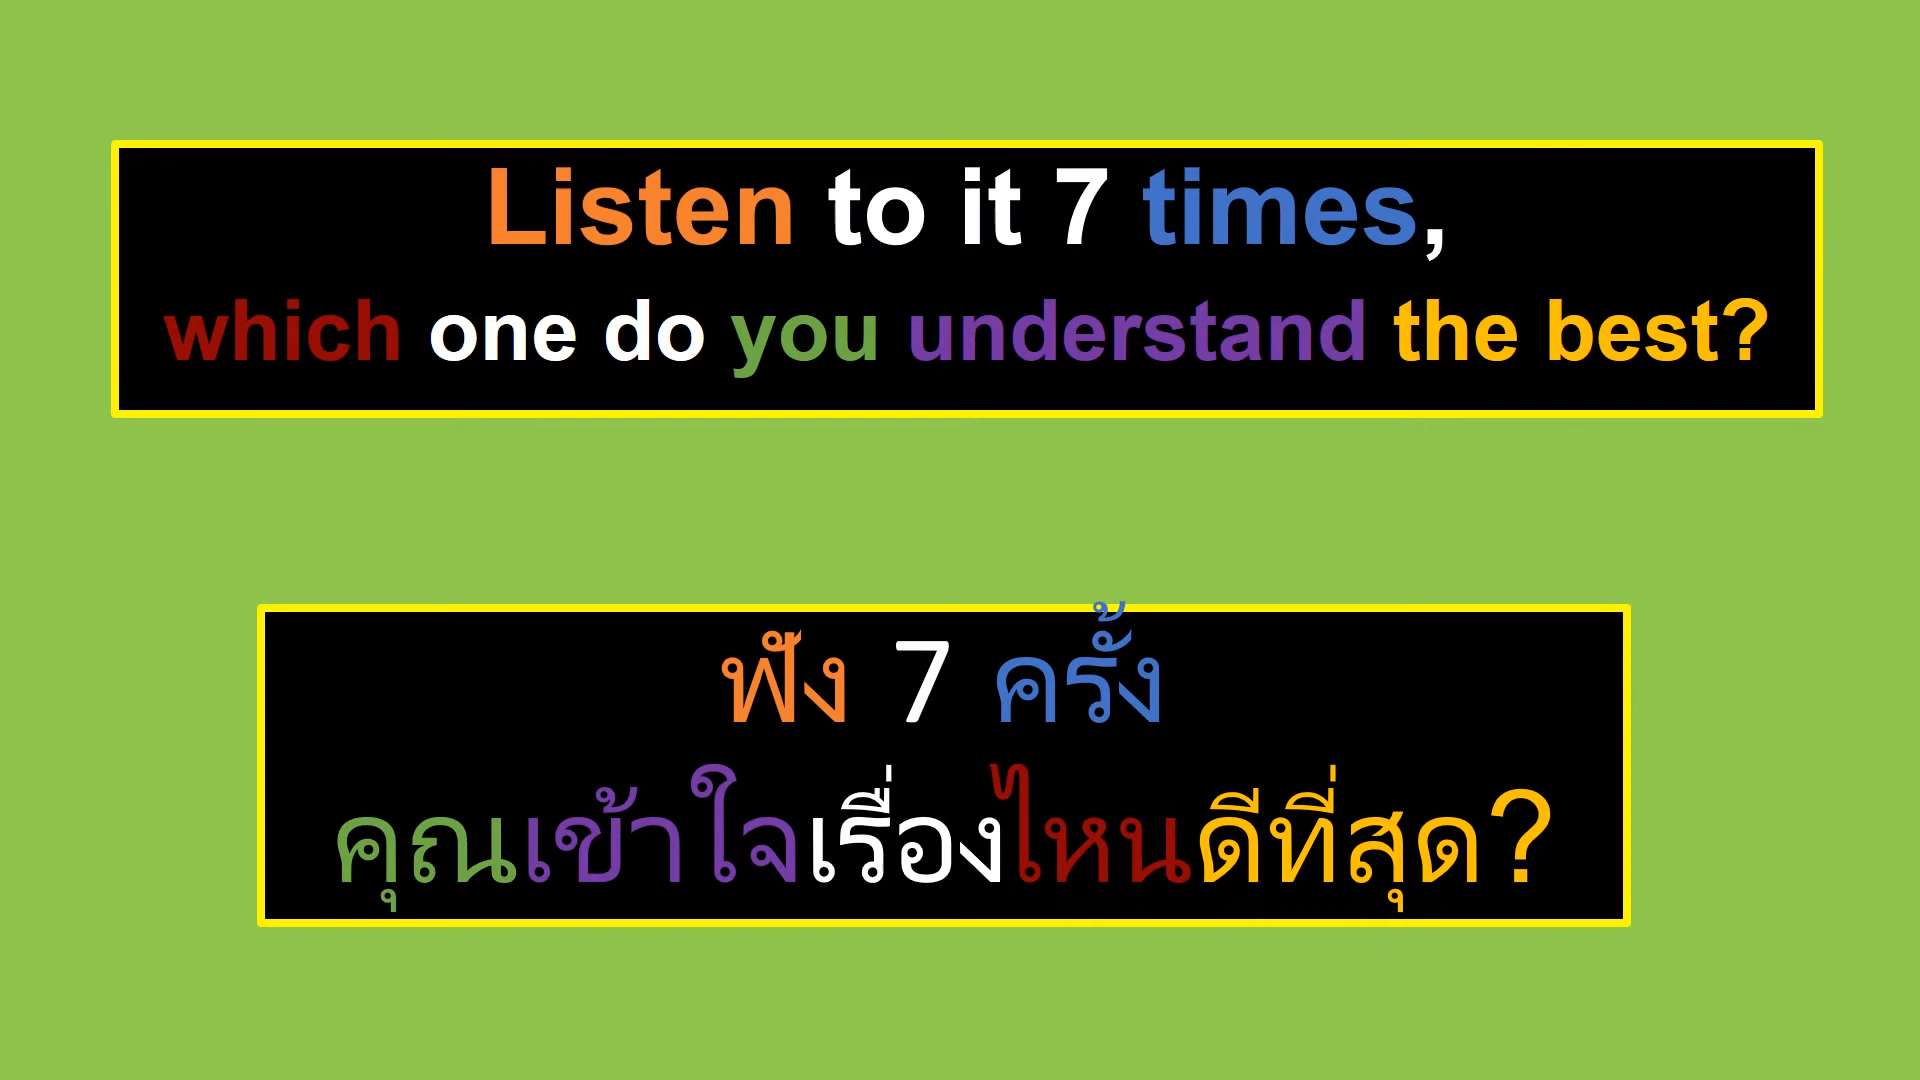 Listen to it 7 times,
which one do you understand the best?
ฟัง 7 ครั้ง
คุณเข้าใจเรื่องไหนดีที่สุด?